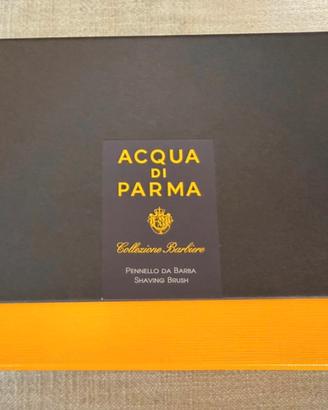 ACQUA
DI
PARMA
Collezione Barbiere
PENNELLO DA BARBA
SHAVING BRUSH